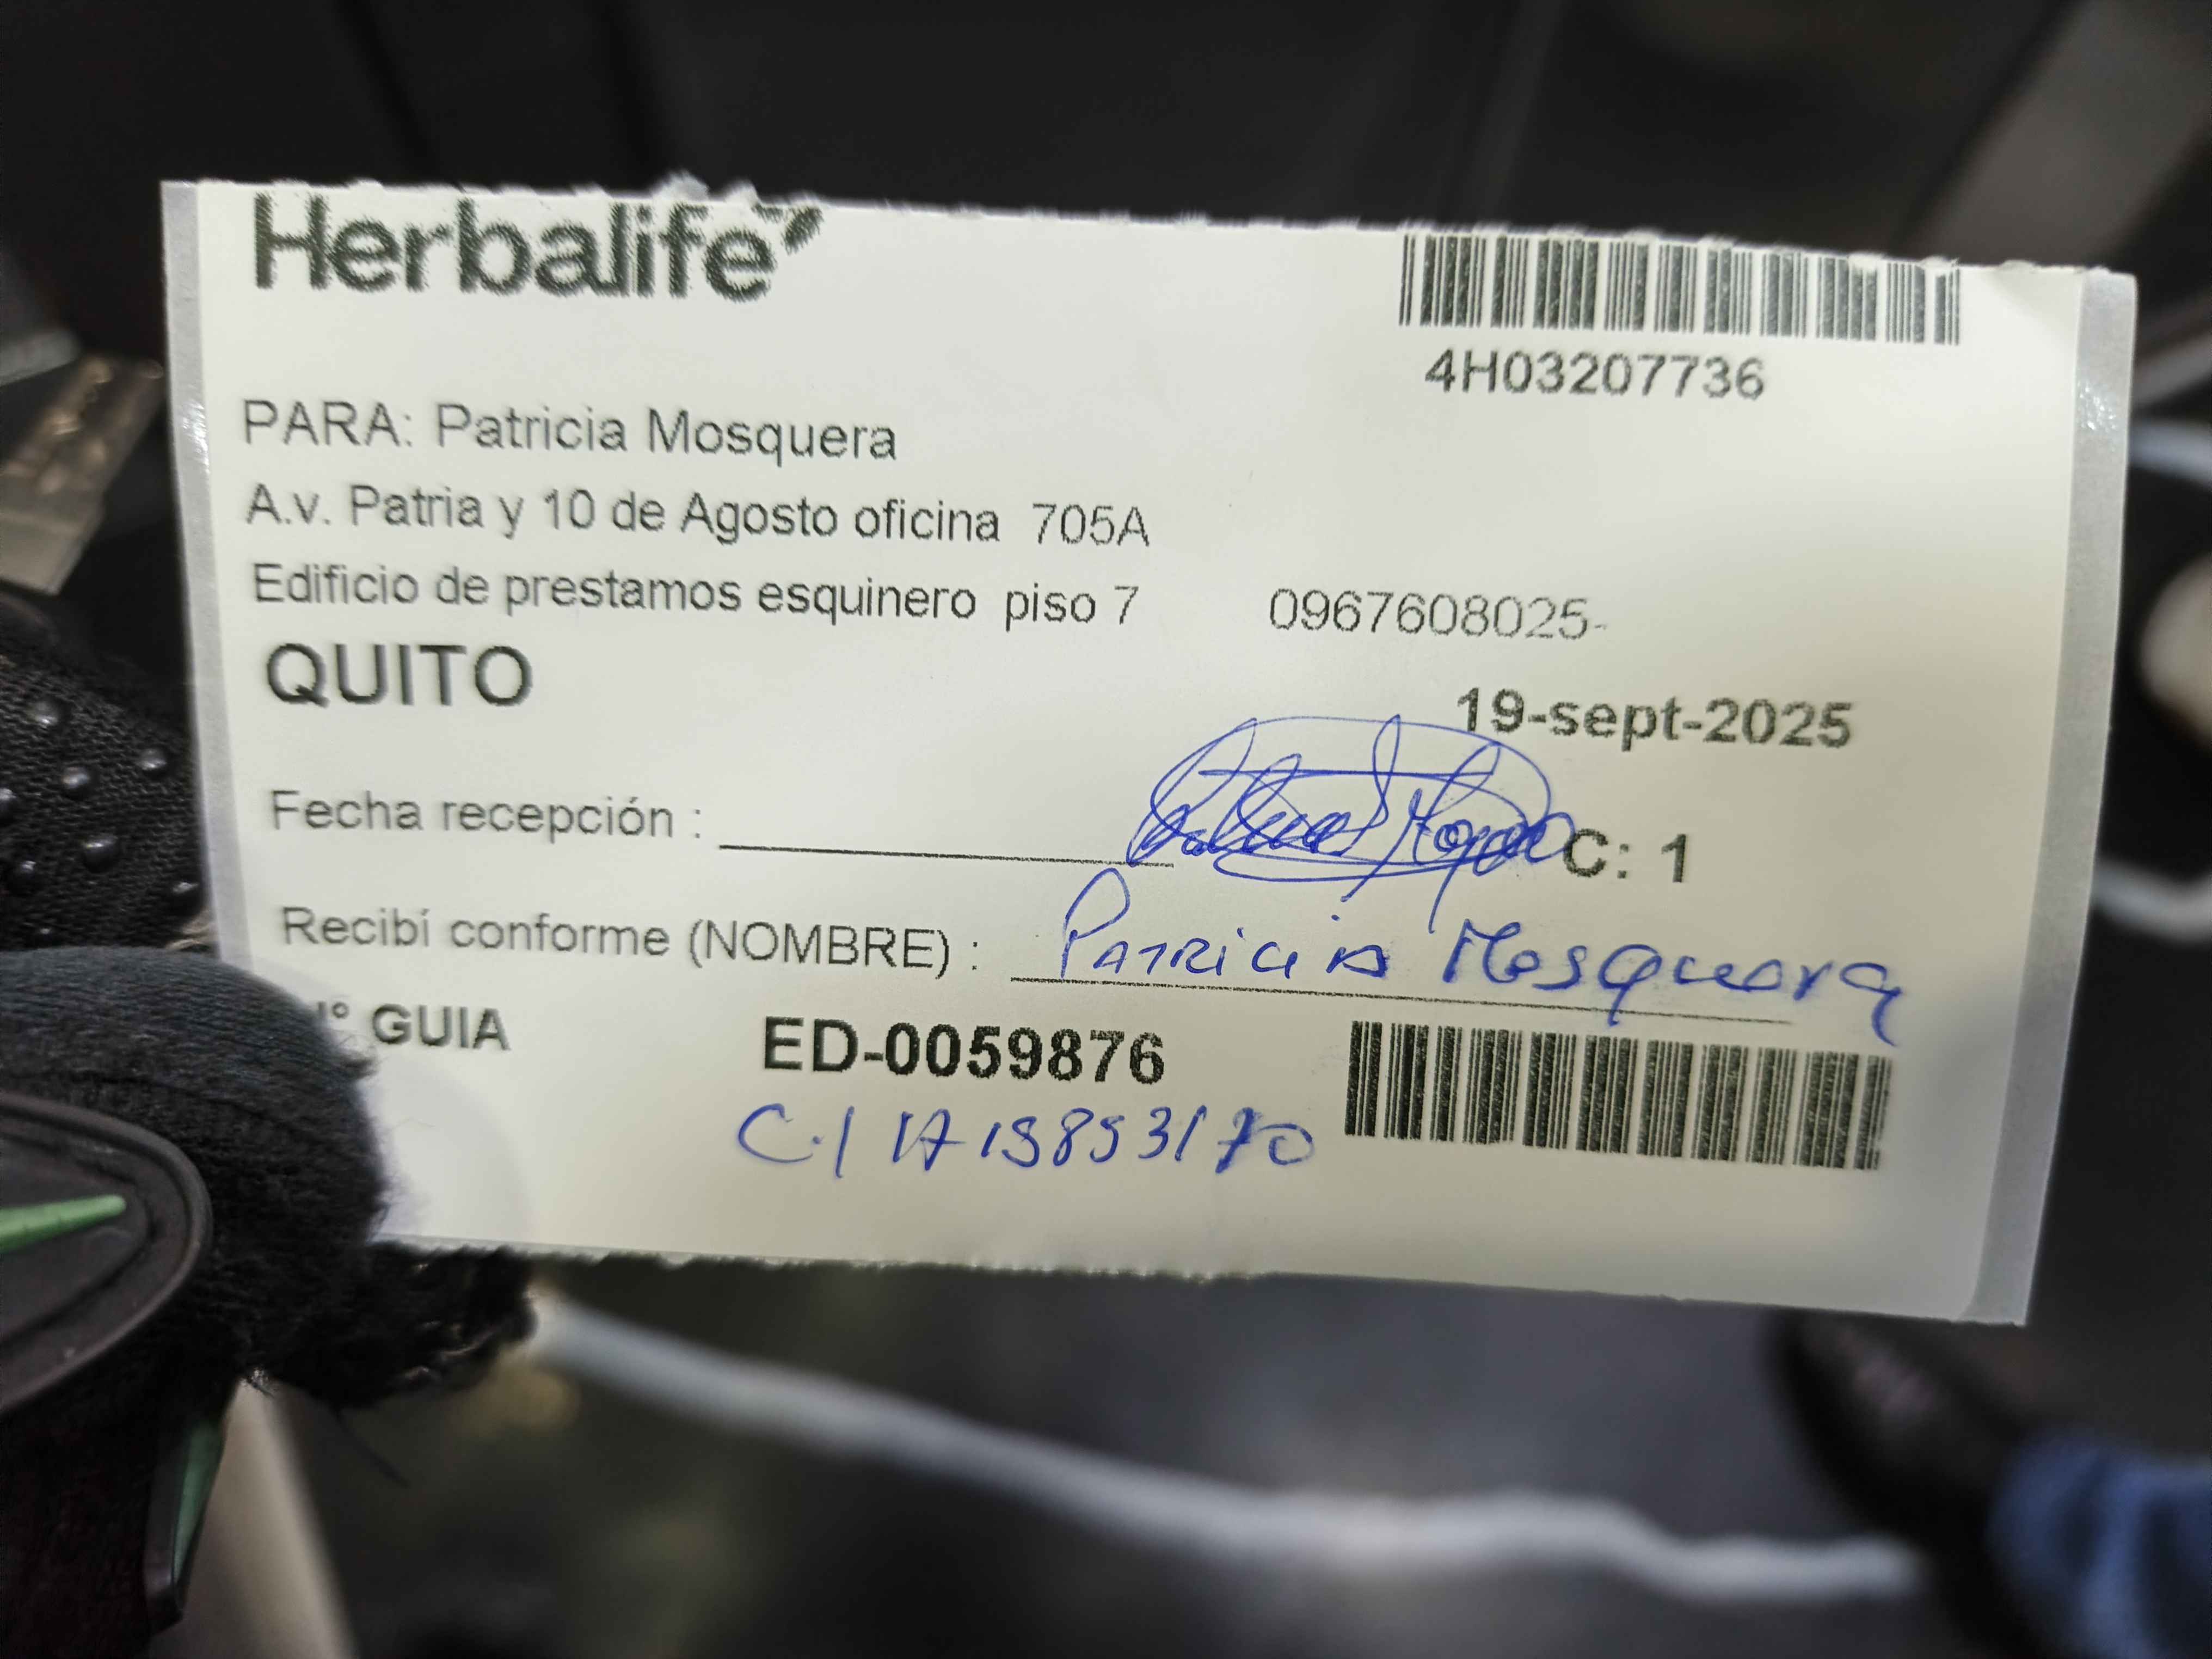 Herbalife
4H03207736
PARA: Patricia Mosquera
A.v. Patria y 10 de Agosto oficina 705A
Edificio de prestamos esquinero piso 7 0967608025-
QUITO
19-sept-2025
Fecha recepción :
C: 1
Recibí conforme (NOMBRE) : PATRICIA Mosquera
GUIA ED-0059876
C.I